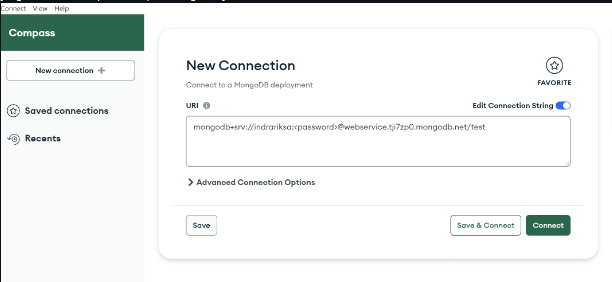 Connect View Help
Compass
New connection +
Saved connections
Recents
New Connection
Connect to a MongoDB deployment
FAVORITE
URI
Edit Connection String
mongodb+srv://indrariksa:<password>@webservice.tji7zp0.mongodb.net/test
Advanced Connection Options
Save
Save & Connect
Connect